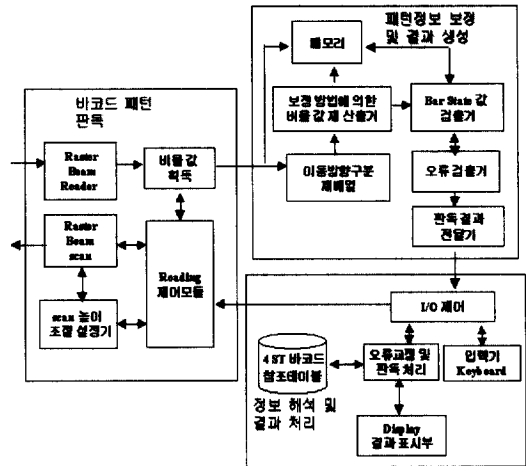 바코드 패턴
판독
Raster
Beam
Reader
비율 값
획득
Raster
Beam
scan
Reading
제어모듈
scan 높이
조절 설정기
패턴정보 보정
및 결과 생성
메모리
보정 방법에 의한
비율 값 재 산출기
Bar State 값
검출기
이동방향구분
재배열
오류 검출기
판독 결과
전달기
I/O 제어
4 ST 바코드
참조테이블
오류교정 및
판독 처리
입력기
Keyboard
정보 해석 및
결과 처리
Display
결과 표시부